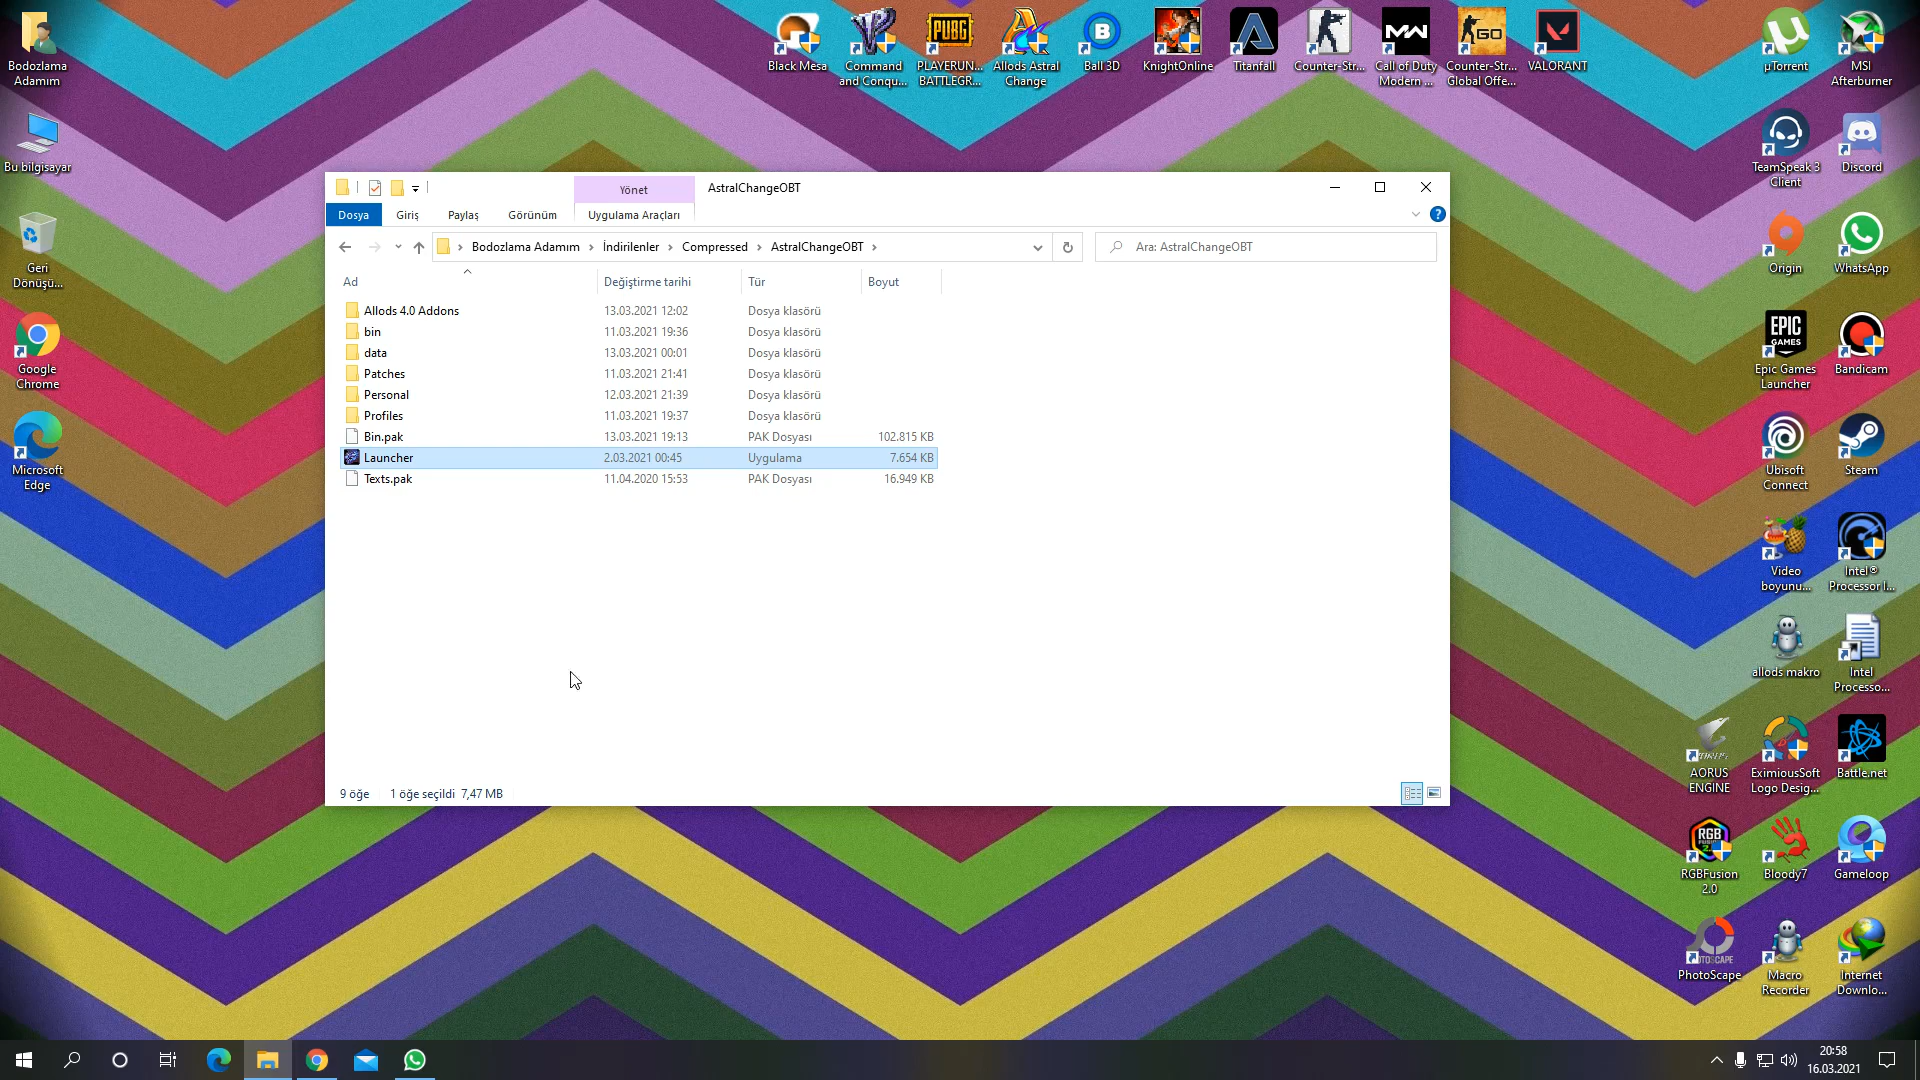 Bodozlama
Adamım
Bu bilgisayar
Geri
Dönüşü...
Google
Chrome
Microsoft
Edge
Black Mesa
Command
and Conqu...
PUBG
PLAYERUN...
BATTLEGR...
Allods Astral
Change
B
Ball 3D
KnightOnline
Titanfall
Counter-Str...
MW
Call of Duty
Modern ...
GO
Counter-Str...
Global Offe...
VALORANT
µTorrent
MSI
Afterburner
TeamSpeak 3
Client
Discord
Origin
WhatsApp
EPIC
GAMES
Epic Games
Launcher
Bandicam
Ubisoft
Connect
Steam
Video
boyunu...
Intel®
Processor I...
allods makro
Intel
Processo...
AORUS
ENGINE
EximiousSoft
Logo Desig...
Battle.net
RGB
2
RGBFusion
2.0
Bloody7
Gameloop
PhotoScape
Macro
Recorder
Internet
Downlo...
Yönet
AstralChangeOBT
Dosya
Giriş
Paylaş
Görünüm
Uygulama Araçları
?
Bodozlama Adamım
İndirilenler
Compressed
AstralChangeOBT
Ara: AstralChangeOBT
Ad Değiştirme tarihi Tür Boyut
Allods 4.0 Addons 13.03.2021 12:02 Dosya klasörü
bin 11.03.2021 19:36 Dosya klasörü
data 13.03.2021 00:01 Dosya klasörü
Patches 11.03.2021 21:41 Dosya klasörü
Personal 12.03.2021 21:39 Dosya klasörü
Profiles 11.03.2021 19:37 Dosya klasörü
Bin.pak 13.03.2021 19:13 PAK Dosyası 102.815 KB
Launcher 2.03.2021 00:45 Uygulama 7.654 KB
Texts.pak 11.04.2020 15:53 PAK Dosyası 16.949 KB
9 öğe 1 öğe seçildi 7,47 MB
20:58
16.03.2021